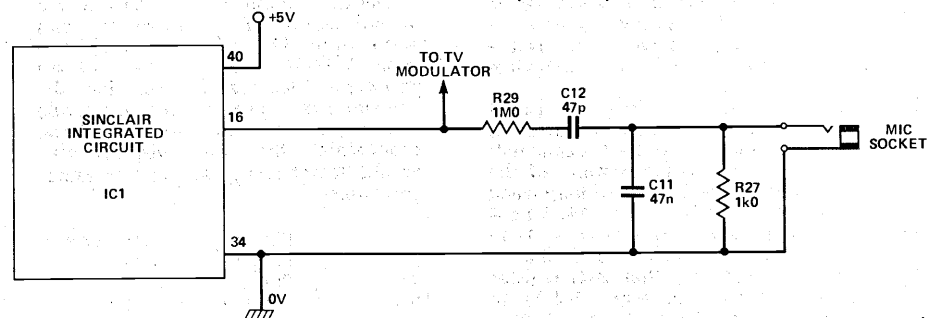 +5V
40
TO TV
MODULATOR
SINCLAIR
INTEGRATED
CIRCUIT
IC1
16
R29
1M0
C12
47p
MIC
SOCKET
C11
47n
R27
1k0
34
0V